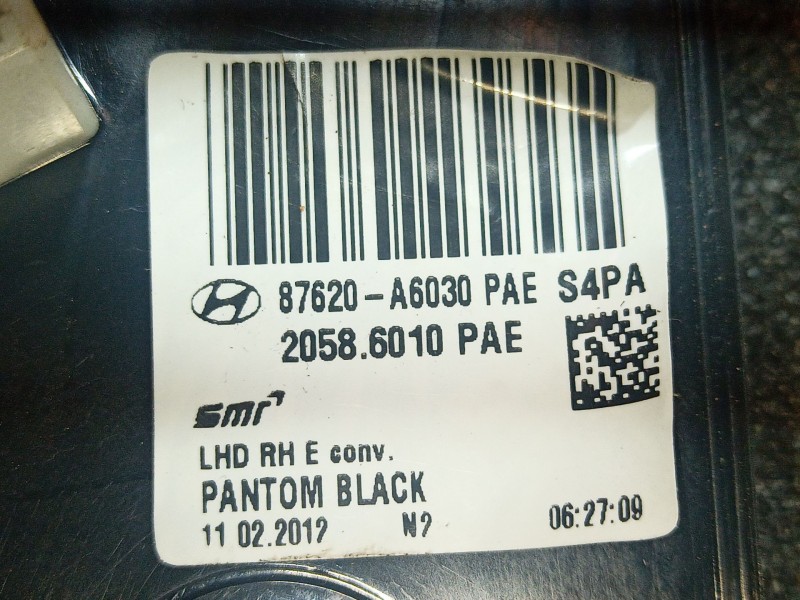 87620-A6030 PAE S4PA
2058.6010 PAE
smr
LHD RH E conv.
PANTOM BLACK
11 02.2012 N2 06:27:09